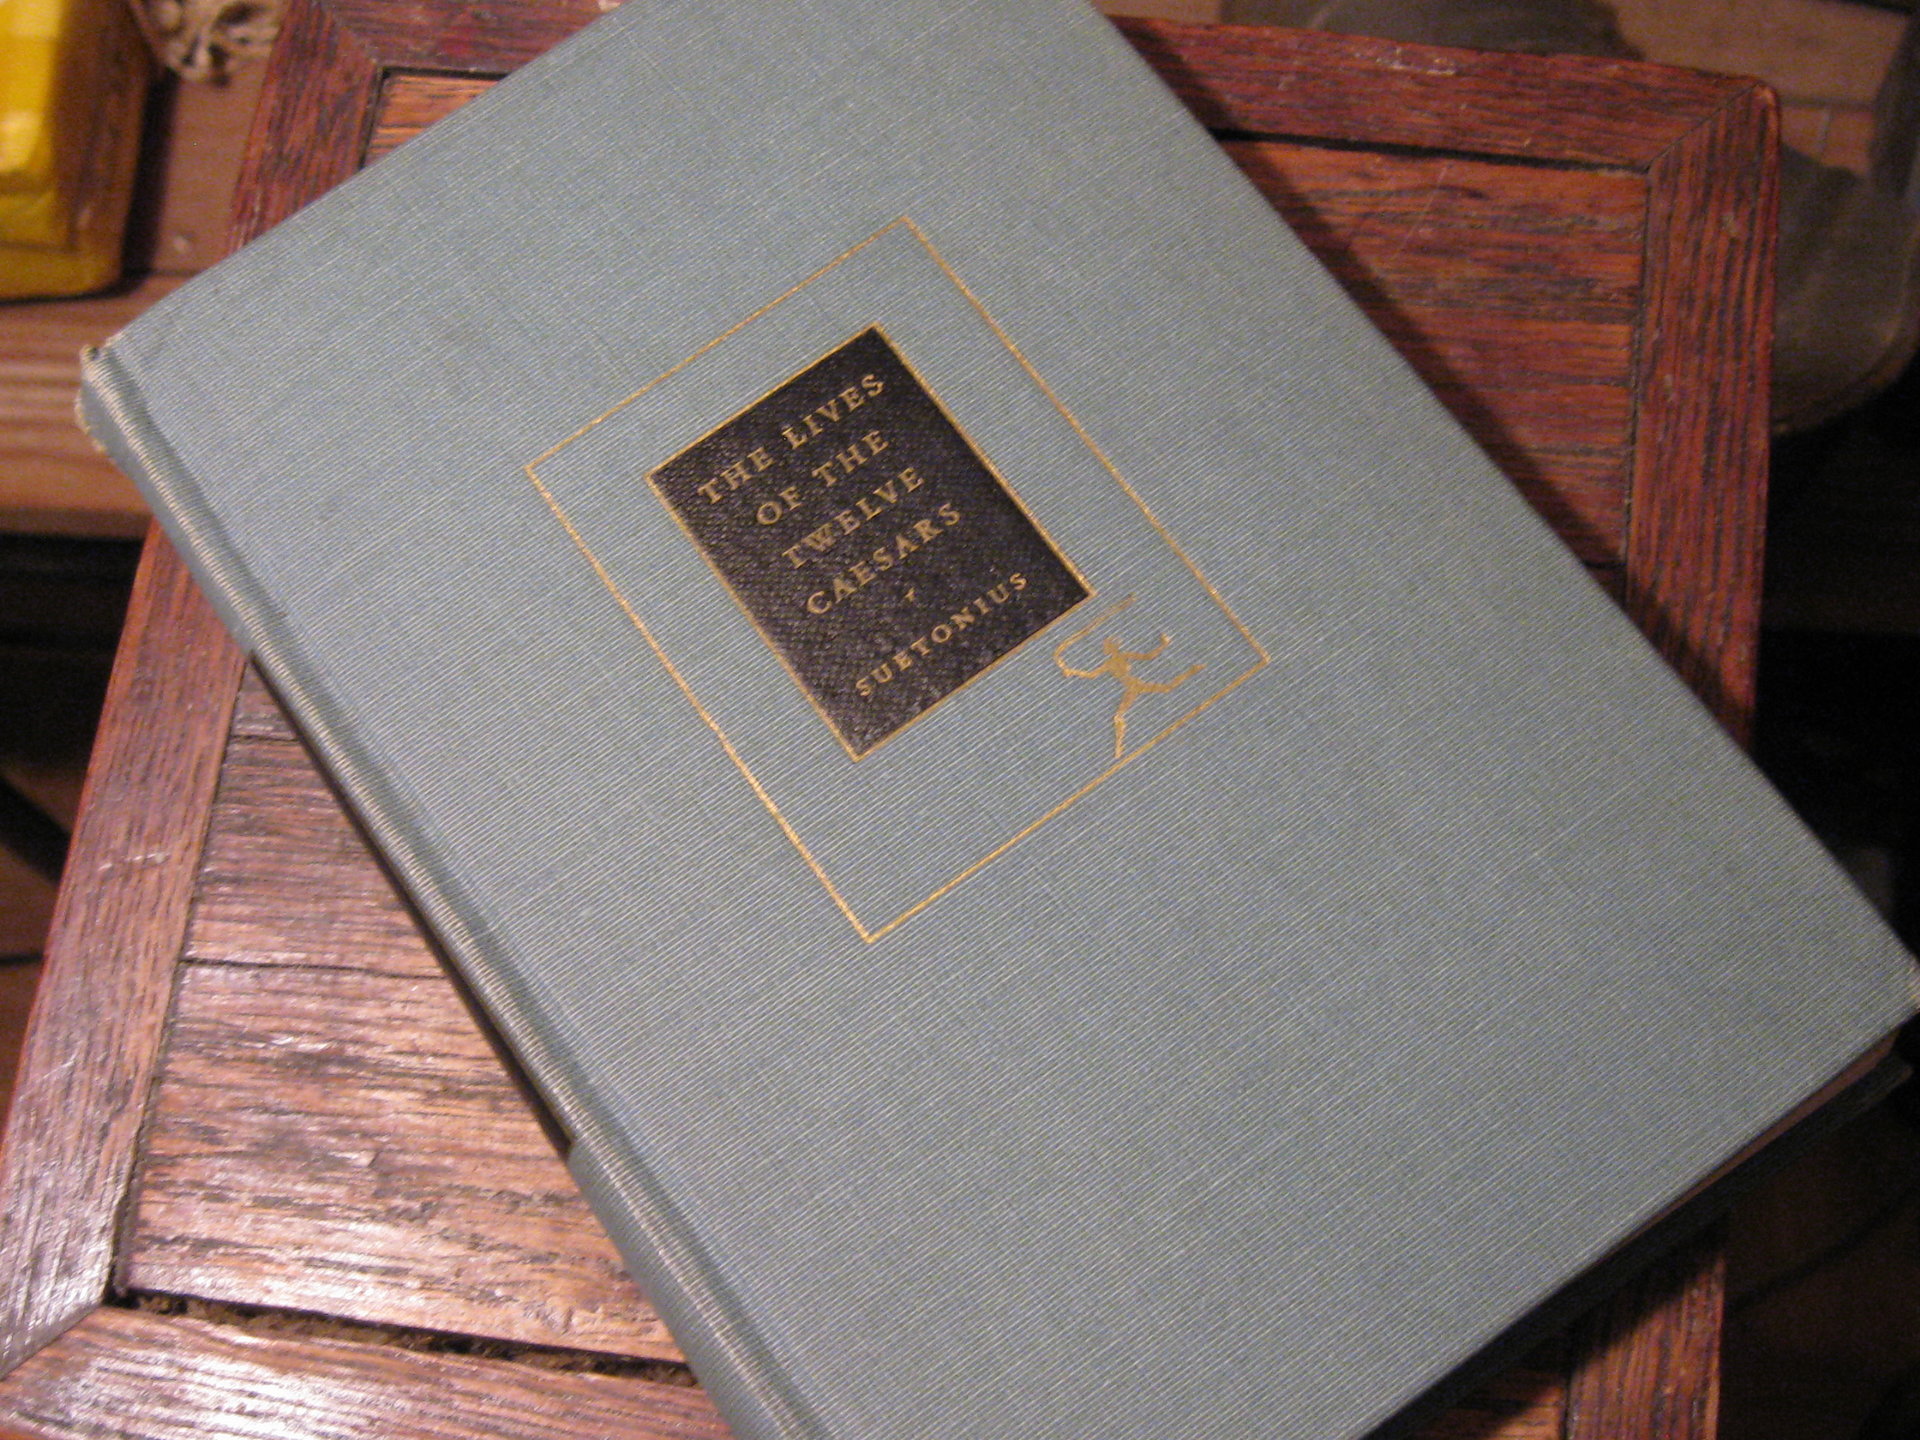 THE LIVES
OF THE
TWELVE
CAESARS
SUETONIUS